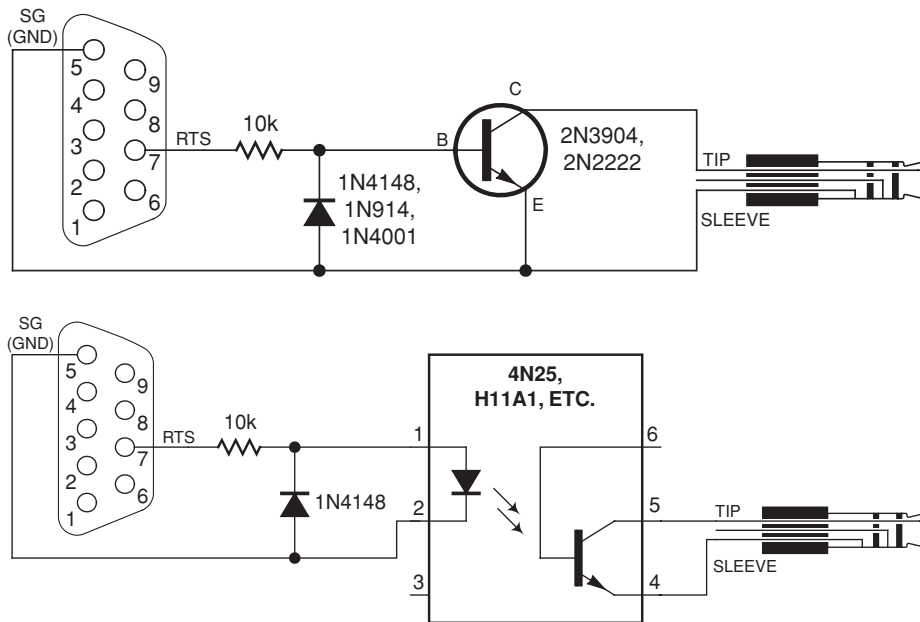 SG
(GND)
5
9
4
8
3
7
2
6
1
RTS
10k
1N4148,
1N914,
1N4001
B
C
E
2N3904,
2N2222
TIP
SLEEVE
SG
(GND)
5
9
4
8
3
7
2
6
1
RTS
10k
1N4148
4N25,
H11A1, ETC.
1
2
3
6
5
4
TIP
SLEEVE